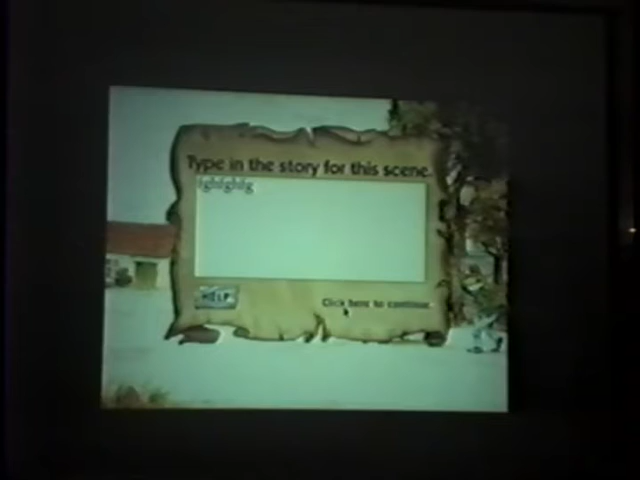 Type in the story for this scene.
fghfghfg
HELP
Click here to continue.